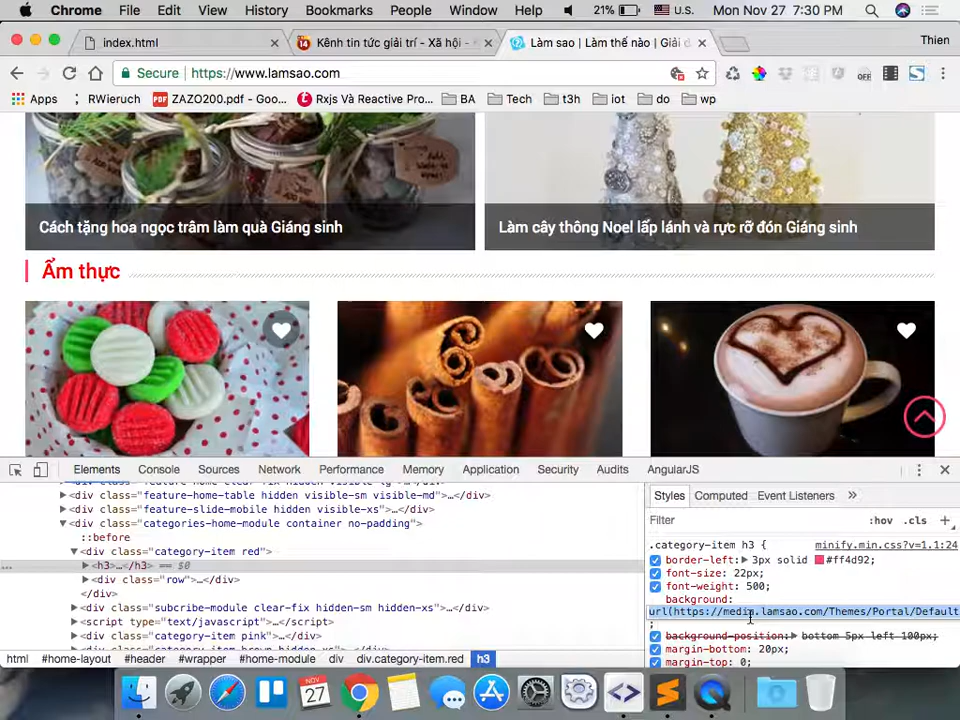 Chrome File Edit View History Bookmarks People Window Help 21% U.S. Mon Nov 27 7:30 PM
index.html Kênh tin tức giải trí - Xã hội - Làm sao | Làm thế nào | Giải đ Thien
Secure https://www.lamsao.com OFF
Apps RWieruch PDF ZAZO200.pdf - Goo... Rxjs Và Reactive Pro... BA Tech t3h iot do wp
Cách tặng hoa ngọc trâm làm quà Giáng sinh
Làm cây thông Noel lấp lánh và rực rỡ đón Giáng sinh
Ẩm thực
Elements Console Sources Network Performance Memory Application Security Audits AngularJS
<div class="feature-home-table hidden visible-sm visible-md">…</div>
<div class="feature-slide-mobile hidden visible-xs">…</div>
<div class="categories-home-module container no-padding">
::before
<div class="category-item red">
<h3>…</h3> == $0
<div class="row">…</div>
</div>
<div class="subcribe-module clear-fix hidden-sm hidden-xs">…</div>
<script type="text/javascript">…</script>
<div class="category-item pink">…</div>
html #home-layout #header #wrapper #home-module div div.category-item.red h3
Styles Computed Event Listeners »
Filter :hov .cls +
.category-item h3 { minify.min.css?v=1.1:24
border-left: 3px solid #ff4d92;
font-size: 22px;
font-weight: 500;
background:
url(https://media.lamsao.com/Themes/Portal/Default
;
background-position: bottom 5px left 100px;
margin-bottom: 20px;
margin-top: 0;
NOV
27